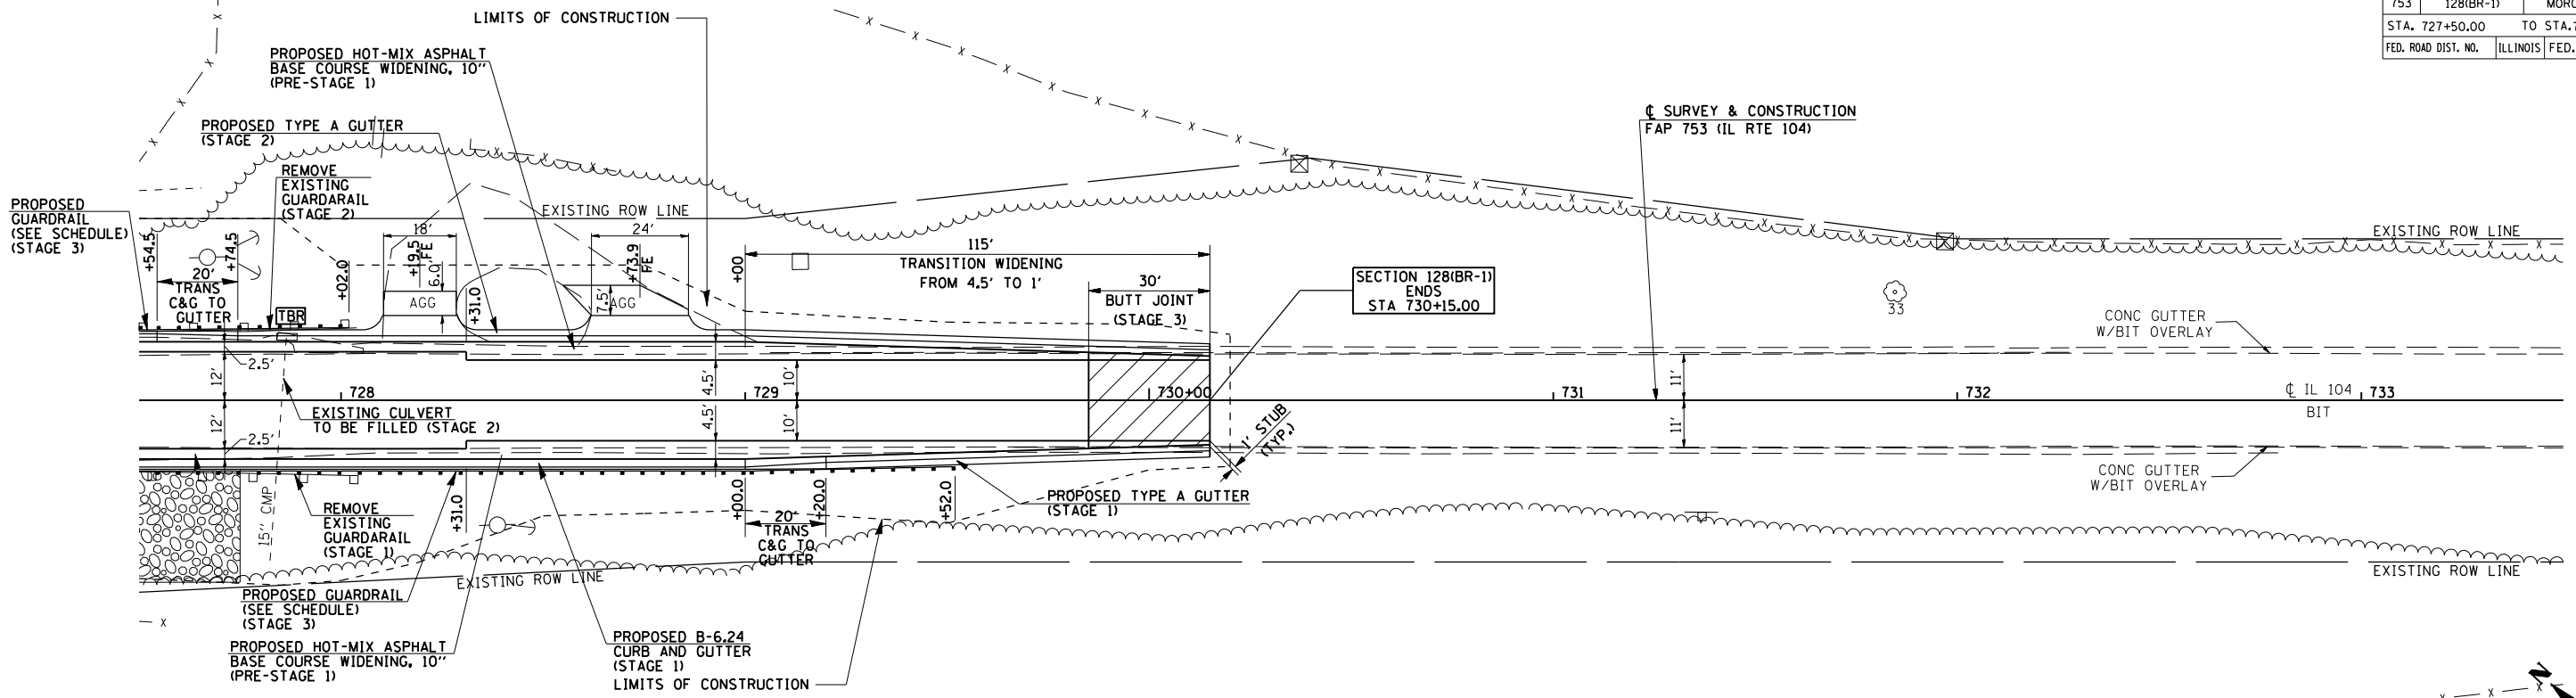 753 128(BR-1)
STA. 727+50.00 TO STA.
FED. ROAD DIST. NO. ILLINOIS FED.
LIMITS OF CONSTRUCTION
PROPOSED HOT-MIX ASPHALT
BASE COURSE WIDENING, 10"
(PRE-STAGE 1)
PROPOSED TYPE A GUTTER
(STAGE 2)
REMOVE
EXISTING
GUARDARAIL
(STAGE 2)
PROPOSED
GUARDRAIL
(SEE SCHEDULE)
(STAGE 3)
℄ SURVEY & CONSTRUCTION
FAP 753 (IL RTE 104)
EXISTING ROW LINE
EXISTING ROW LINE
+54.5
+74.5
20'
TRANS
C&G TO
GUTTER
+02.0
TBR
18'
+19.5
FE
6.0'
AGG
+31.0
24'
+73.9
FE
7.5'
AGG
+00
115'
TRANSITION WIDENING
FROM 4.5' TO 1'
30'
BUTT JOINT
(STAGE 3)
SECTION 128(BR-1)
ENDS
STA 730+15.00
33
CONC GUTTER
W/BIT OVERLAY
2.5'
12'
4.5'
10'
11'
728
729
730+00
731
732
℄ IL 104
733
BIT
EXISTING CULVERT
TO BE FILLED (STAGE 2)
12'
4.5'
10'
11'
2.5'
1' STUB
(TYP.)
CONC GUTTER
W/BIT OVERLAY
15" CMP
REMOVE
EXISTING
GUARDARAIL
(STAGE 1)
+31.0
+00.0
20'
TRANS
C&G TO
GUTTER
+20.0
+52.0
PROPOSED TYPE A GUTTER
(STAGE 1)
EXISTING ROW LINE
EXISTING ROW LINE
PROPOSED GUARDRAIL
(SEE SCHEDULE)
(STAGE 3)
PROPOSED HOT-MIX ASPHALT
BASE COURSE WIDENING, 10"
(PRE-STAGE 1)
PROPOSED B-6.24
CURB AND GUTTER
(STAGE 1)
LIMITS OF CONSTRUCTION
N